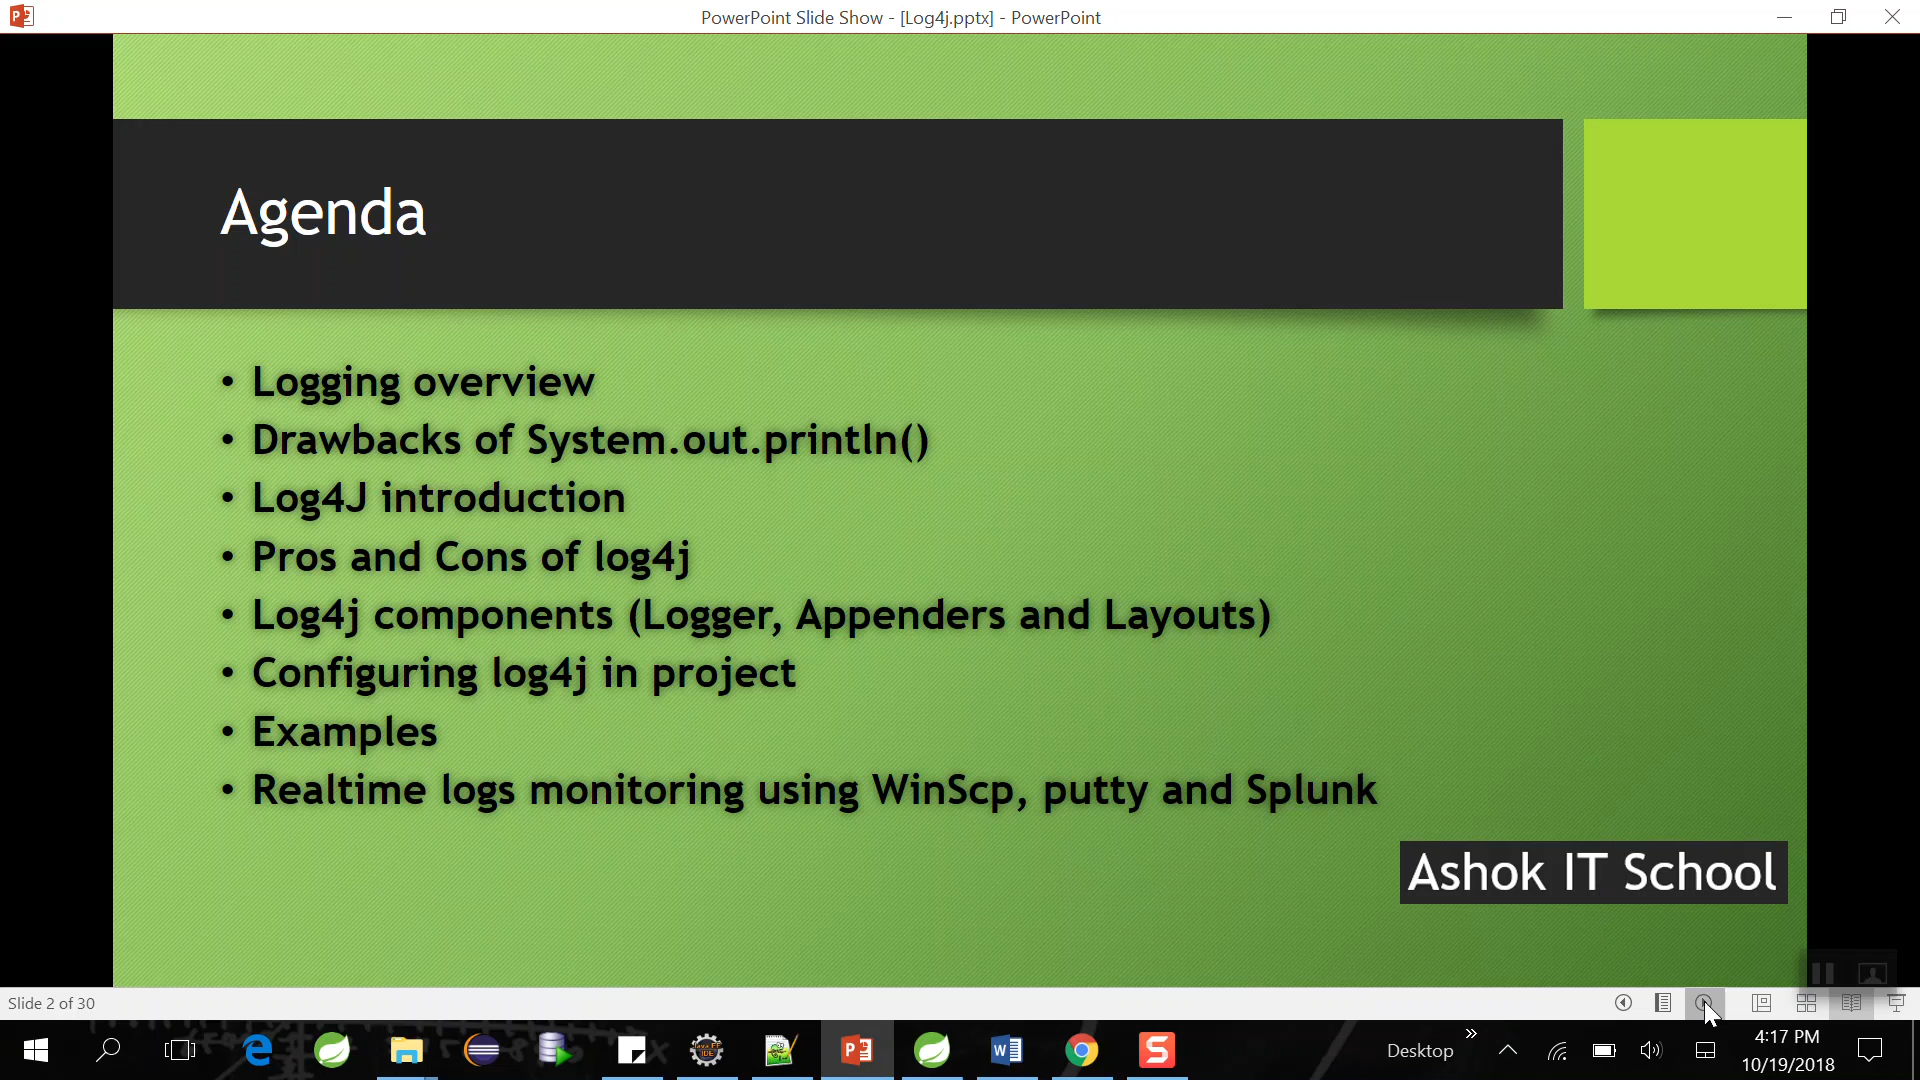 PowerPoint Slide Show - [Log4j.pptx] - PowerPoint
Agenda
• Logging overview
• Drawbacks of System.out.println()
• Log4J introduction
• Pros and Cons of log4j
• Log4j components (Logger, Appenders and Layouts)
• Configuring log4j in project
• Examples
• Realtime logs monitoring using WinScp, putty and Splunk
Ashok IT School
Slide 2 of 30
Desktop
4:17 PM
10/19/2018